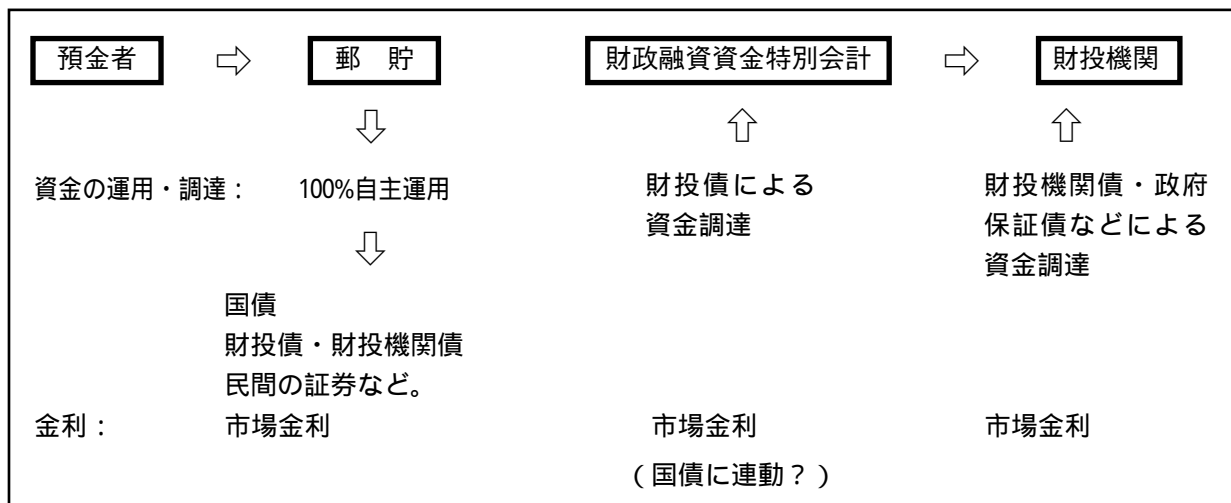 預金者 ⇨ 郵 貯 財政融資資金特別会計 ⇨ 財投機関
⇩ ⇧ ⇧
資金の運用・調達： 100%自主運用 財投債による 財投機関債・政府
資金調達 保証債などによる
⇩ 資金調達
国債
財投債・財投機関債
民間の証券など。
金利： 市場金利 市場金利 市場金利
（国債に連動？）